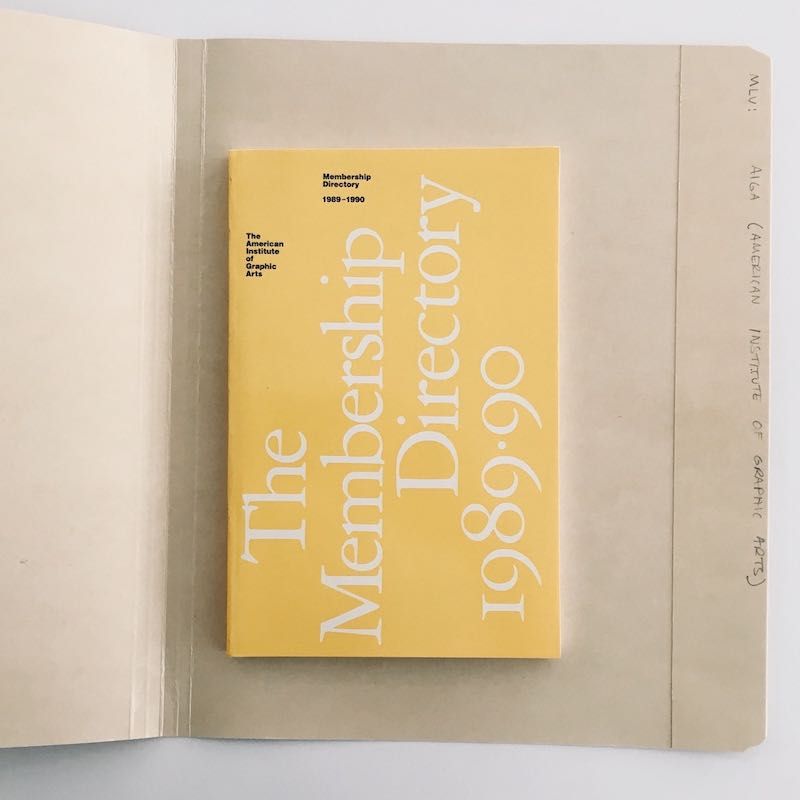 Membership
Directory
1989–1990
The
American
Institute
of
Graphic
Arts
The
Membership
Directory
1989·90
MLV: AIGA (AMERICAN INSTITUTE OF GRAPHIC ARTS)